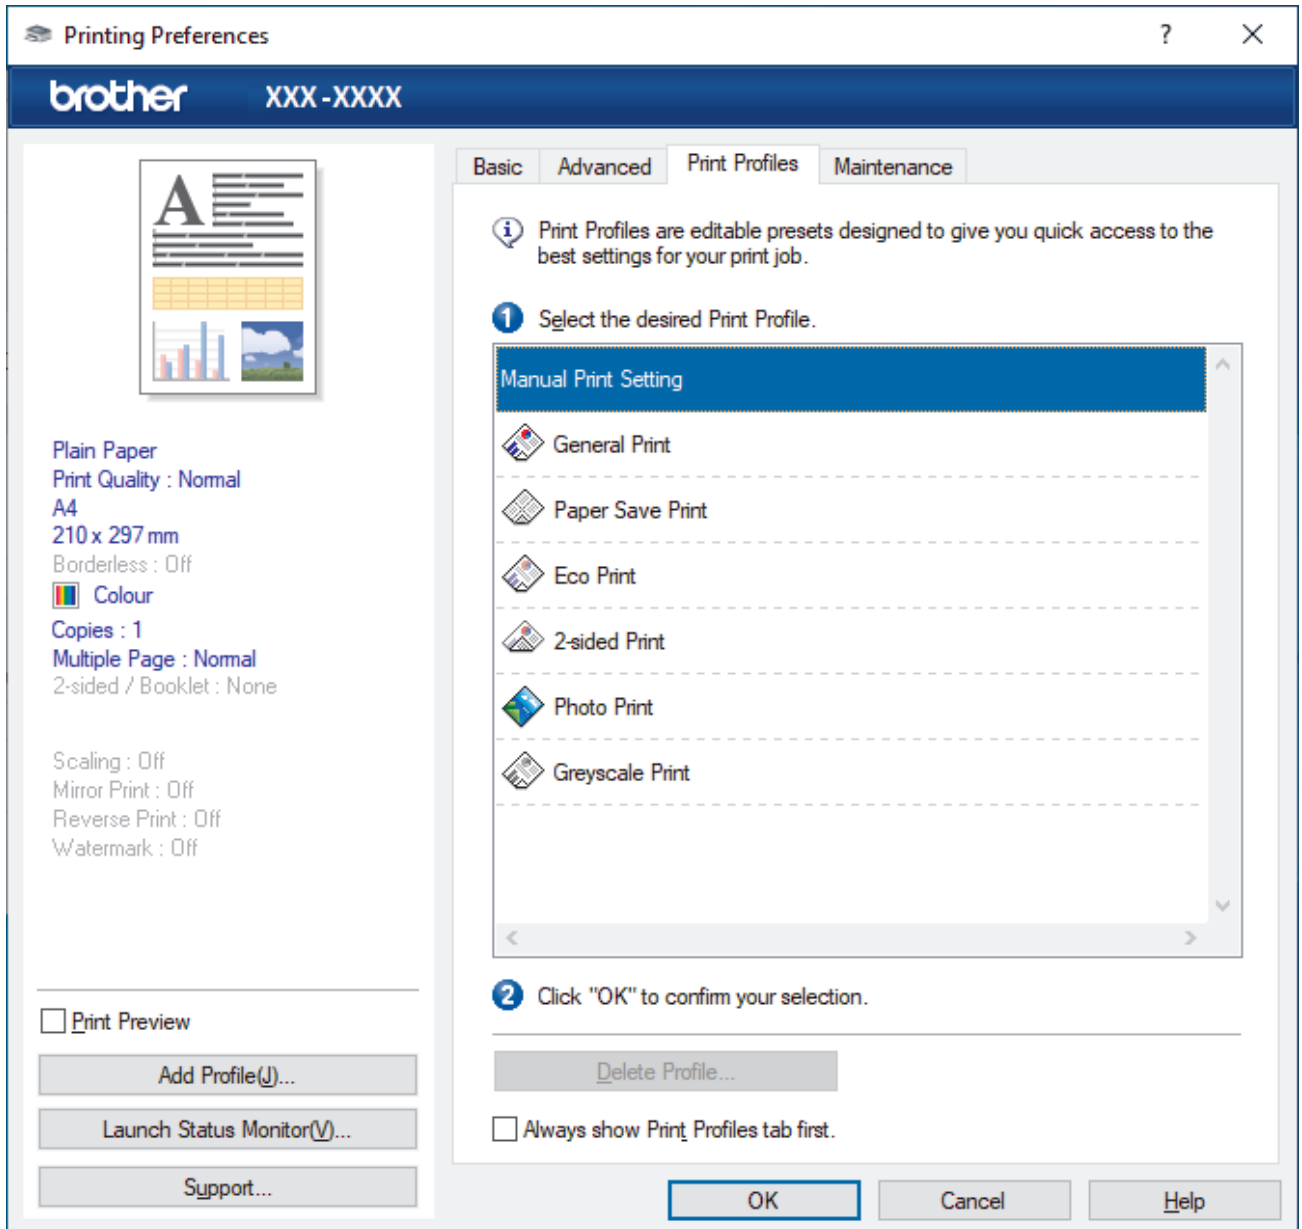 Printing Preferences
?
brother XXX-XXXX
A
Plain Paper
Print Quality : Normal
A4
210 x 297 mm
Borderless : Off
Colour
Copies : 1
Multiple Page : Normal
2-sided / Booklet : None
Scaling : Off
Mirror Print : Off
Reverse Print : Off
Watermark : Off
Print Preview
Add Profile(J)...
Launch Status Monitor(V)...
Support...
Basic Advanced Print Profiles Maintenance
Print Profiles are editable presets designed to give you quick access to the
best settings for your print job.
1 Select the desired Print Profile.
Manual Print Setting
General Print
Paper Save Print
Eco Print
2-sided Print
Photo Print
Greyscale Print
2 Click "OK" to confirm your selection.
Delete Profile...
Always show Print Profiles tab first.
OK Cancel Help